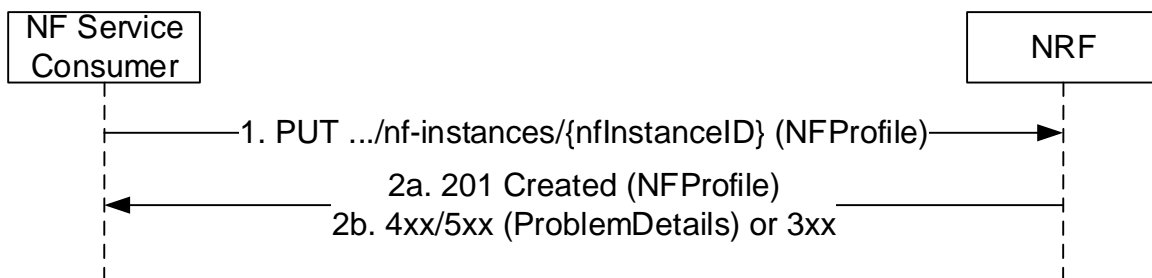 NF Service
Consumer
NRF
1. PUT .../nf-instances/{nfInstanceID} (NFProfile)
2a. 201 Created (NFProfile)
2b. 4xx/5xx (ProblemDetails) or 3xx